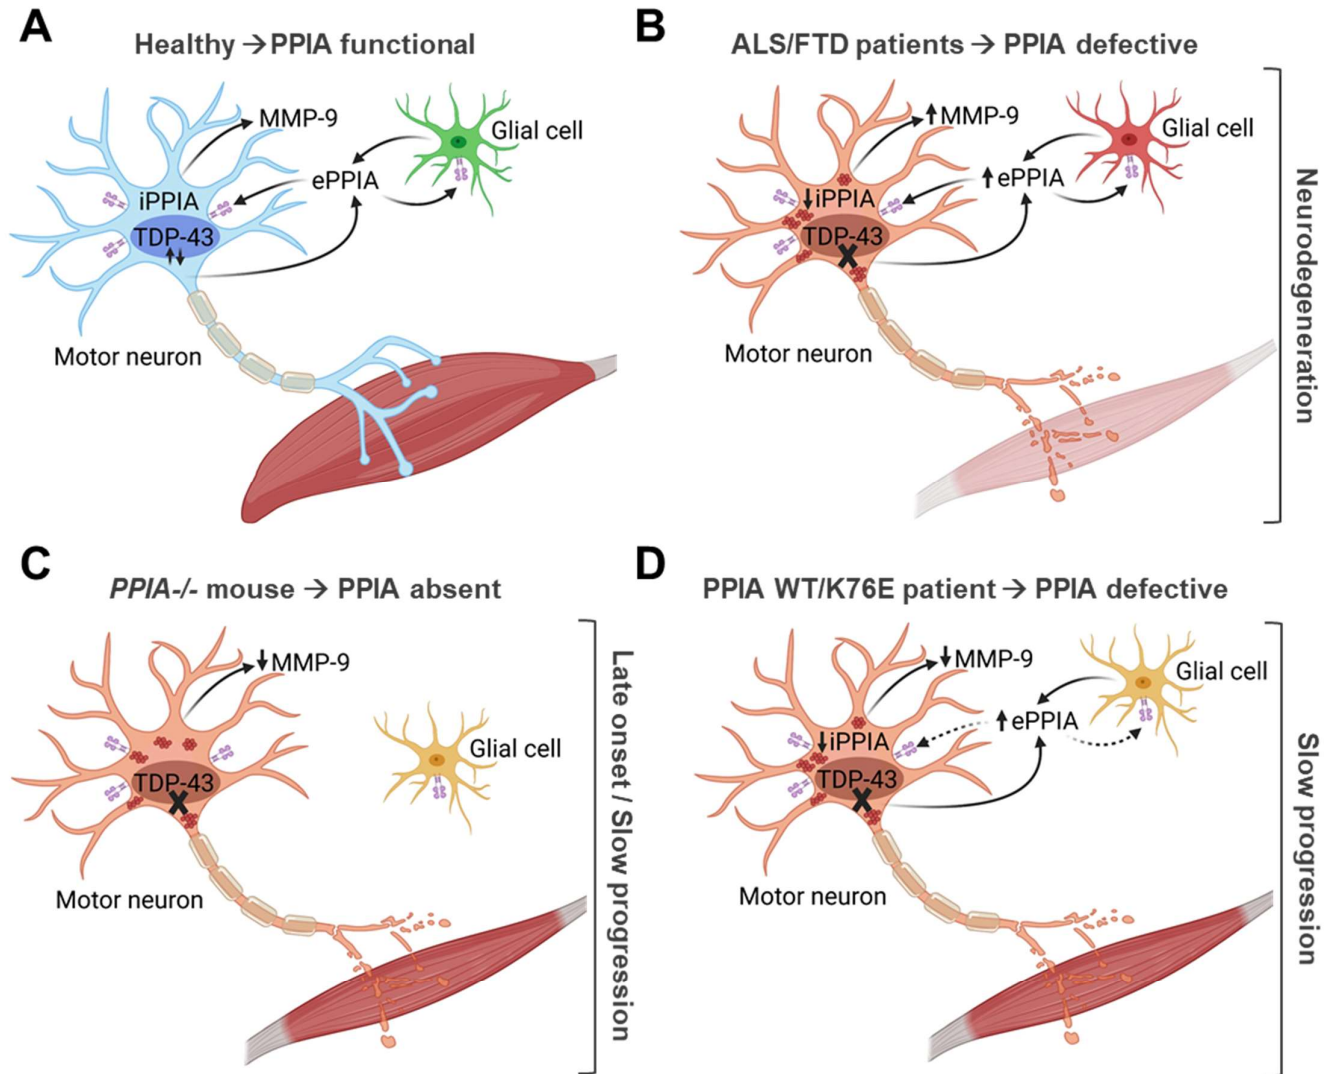 A
Healthy → PPIA functional
MMP-9
Glial cell
ePPIA
iPPIA
TDP-43
Motor neuron
B
ALS/FTD patients → PPIA defective
↑MMP-9
Glial cell
↑ePPIA
↓iPPIA
TDP-43
Motor neuron
Neurodegeneration
C
PPIA-/- mouse → PPIA absent
↓MMP-9
Glial cell
TDP-43
Motor neuron
Late onset / Slow progression
D
PPIA WT/K76E patient → PPIA defective
↓MMP-9
Glial cell
↑ePPIA
↓iPPIA
TDP-43
Motor neuron
Slow progression